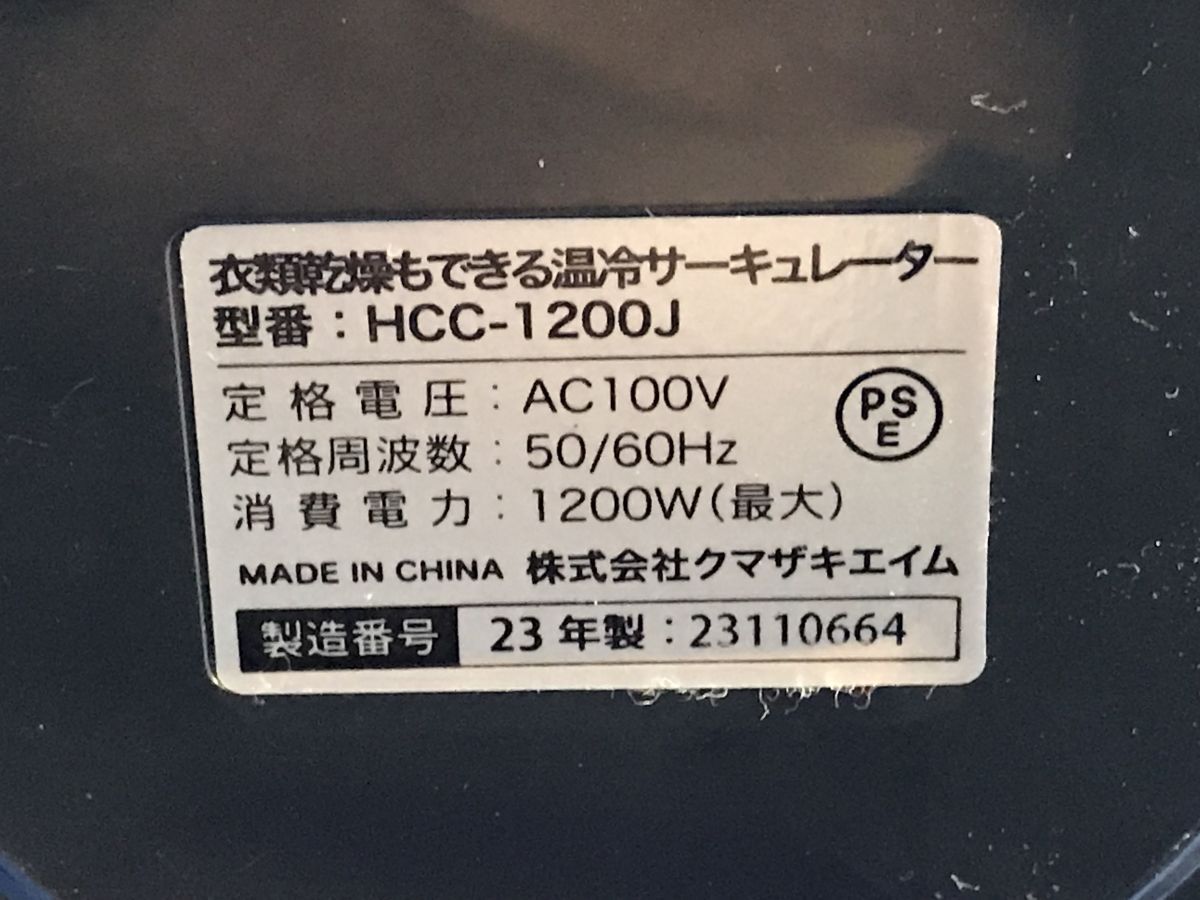 衣類乾燥もできる温冷サーキュレーター
型番：HCC-1200J
定格電圧：AC100V
定格周波数：50/60Hz
消費電力：1200W（最大）
PSE
MADE IN CHINA 株式会社クマザキエイム
製造番号 23年製：23110664